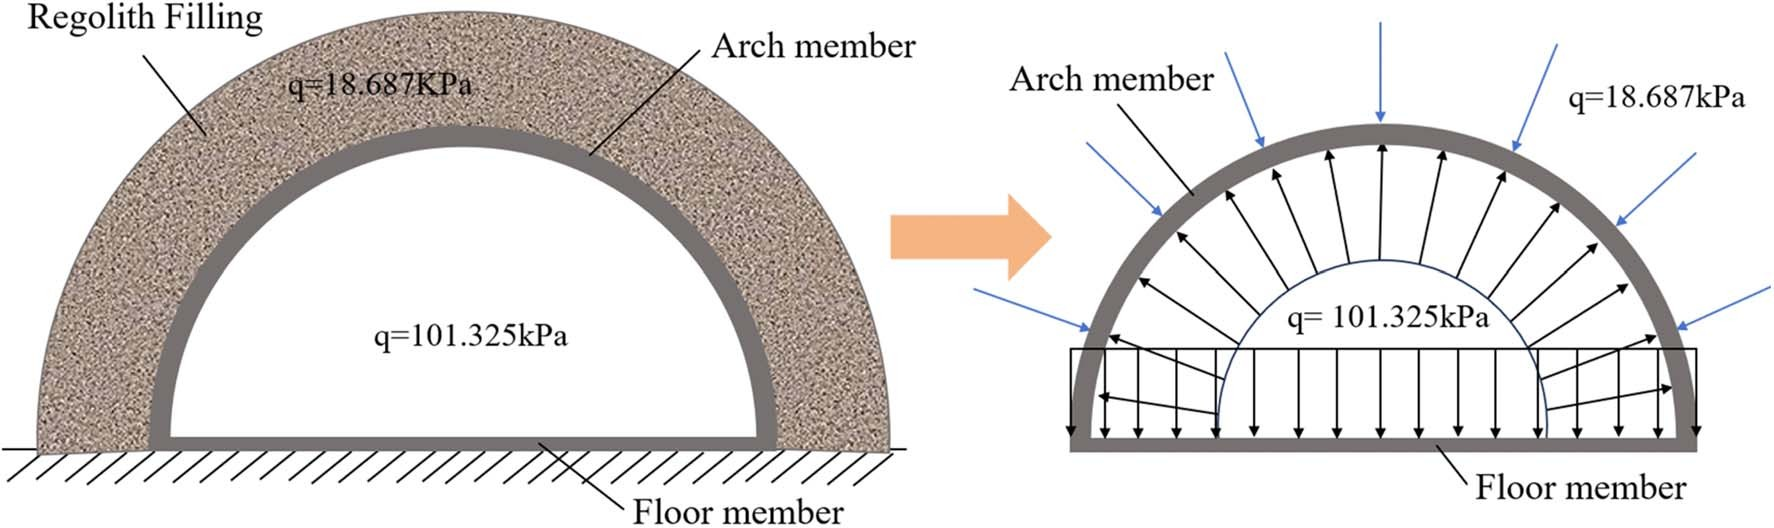 Regolith Filling
Arch member
q=18.687KPa
q=101.325kPa
Floor member
Arch member
q=18.687kPa
q= 101.325kPa
Floor member